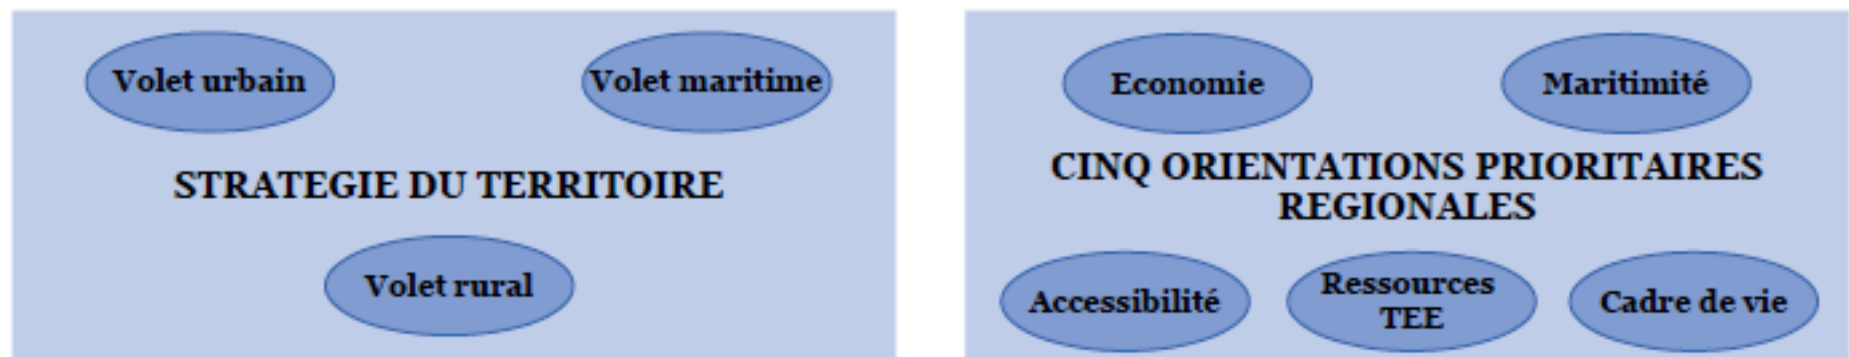 Volet urbain
Volet maritime
STRATEGIE DU TERRITOIRE
Volet rural
Economie
Maritimité
CINQ ORIENTATIONS PRIORITAIRES
REGIONALES
Accessibilité
Ressources
TEE
Cadre de vie